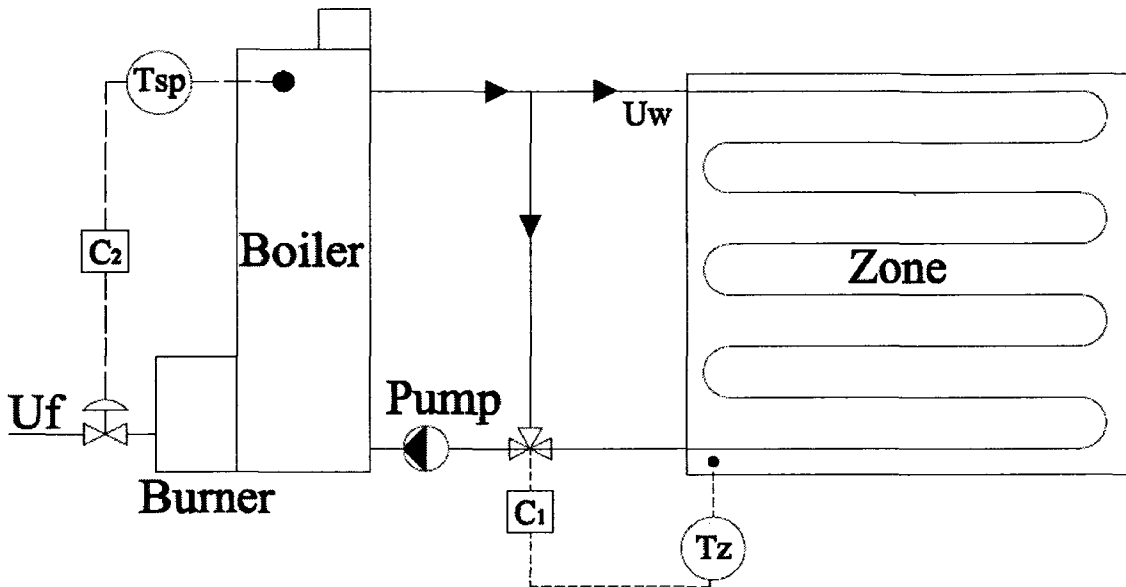 Tsp
Uw
C2
Boiler
Zone
Uf
Pump
Burner
C1
Tz